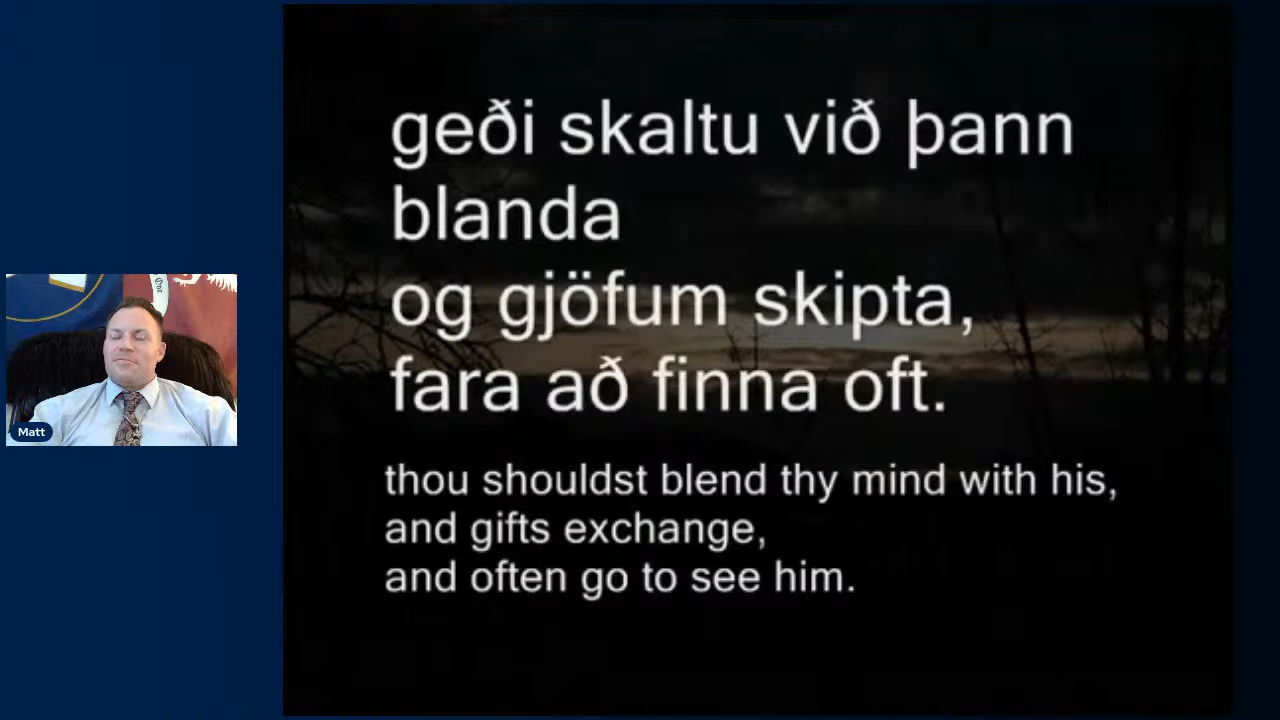 geði skaltu við þann
blanda
og gjöfum skipta,
fara að finna oft.
thou shouldst blend thy mind with his,
and gifts exchange,
and often go to see him.
One
Matt